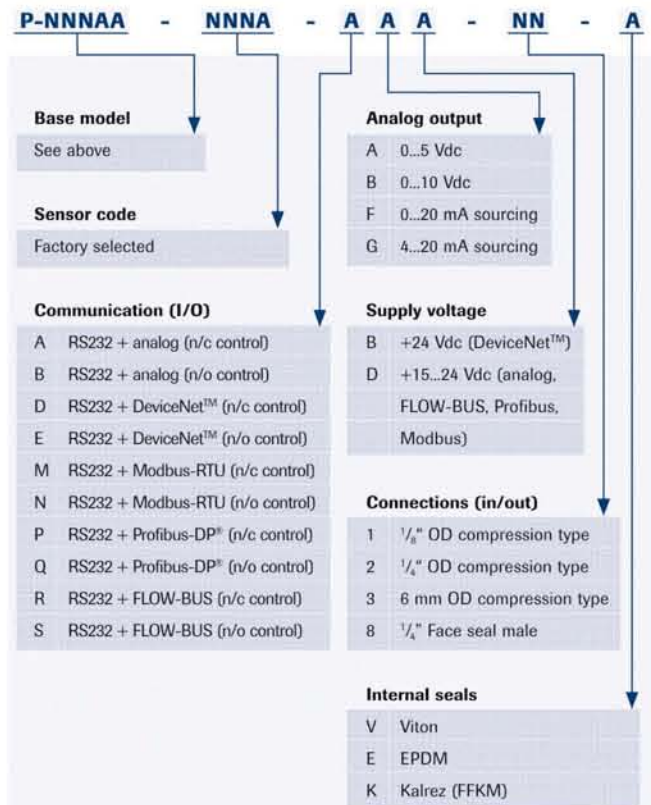 P-NNNAA - NNNA - A A A - NN - A
Base model
See above
Sensor code
Factory selected
Communication (I/O)
A RS232 + analog (n/c control)
B RS232 + analog (n/o control)
D RS232 + DeviceNet™ (n/c control)
E RS232 + DeviceNet™ (n/o control)
M RS232 + Modbus-RTU (n/c control)
N RS232 + Modbus-RTU (n/o control)
P RS232 + Profibus-DP® (n/c control)
Q RS232 + Profibus-DP® (n/o control)
R RS232 + FLOW-BUS (n/c control)
S RS232 + FLOW-BUS (n/o control)
Analog output
A 0...5 Vdc
B 0...10 Vdc
F 0...20 mA sourcing
G 4...20 mA sourcing
Supply voltage
B +24 Vdc (DeviceNet™)
D +15...24 Vdc (analog,
FLOW-BUS, Profibus,
Modbus)
Connections (in/out)
1 1/8" OD compression type
2 1/4" OD compression type
3 6 mm OD compression type
8 1/4" Face seal male
Internal seals
V Viton
E EPDM
K Kalrez (FFKM)